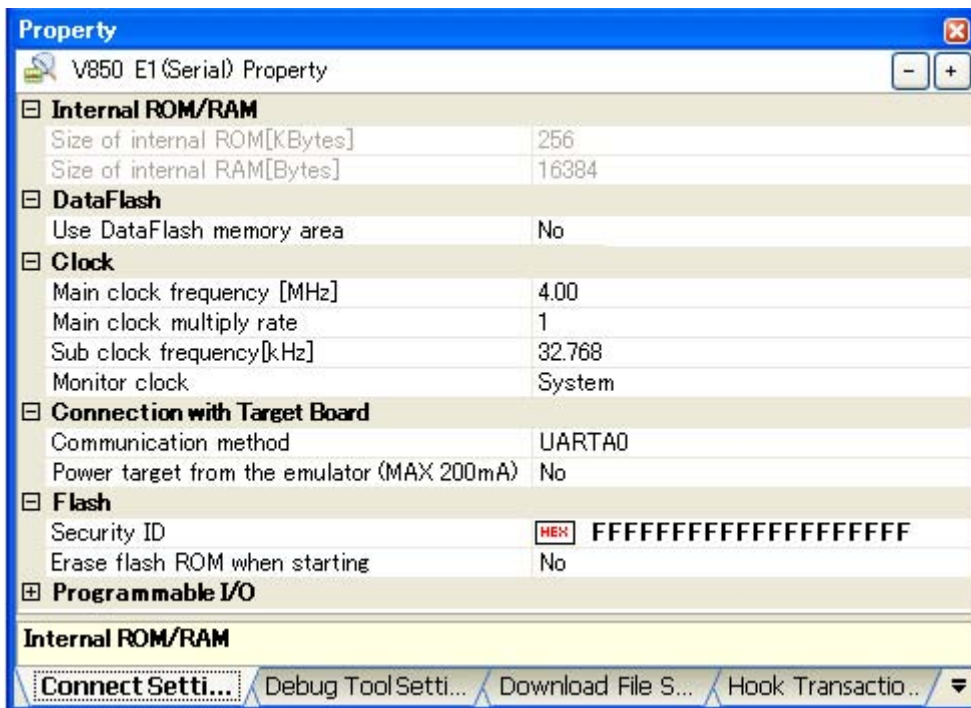 Property
V850 E1(Serial) Property
Internal ROM/RAM
Size of internal ROM[KBytes] 256
Size of internal RAM[Bytes] 16384
DataFlash
Use DataFlash memory area No
Clock
Main clock frequency [MHz] 4.00
Main clock multiply rate 1
Sub clock frequency[kHz] 32.768
Monitor clock System
Connection with Target Board
Communication method UARTA0
Power target from the emulator (MAX 200mA) No
Flash
Security ID HEX FFFFFFFFFFFFFFFFFFFF
Erase flash ROM when starting No
Programmable I/O
Internal ROM/RAM
Connect Setti... Debug Tool Setti... Download File S... Hook Transactio...